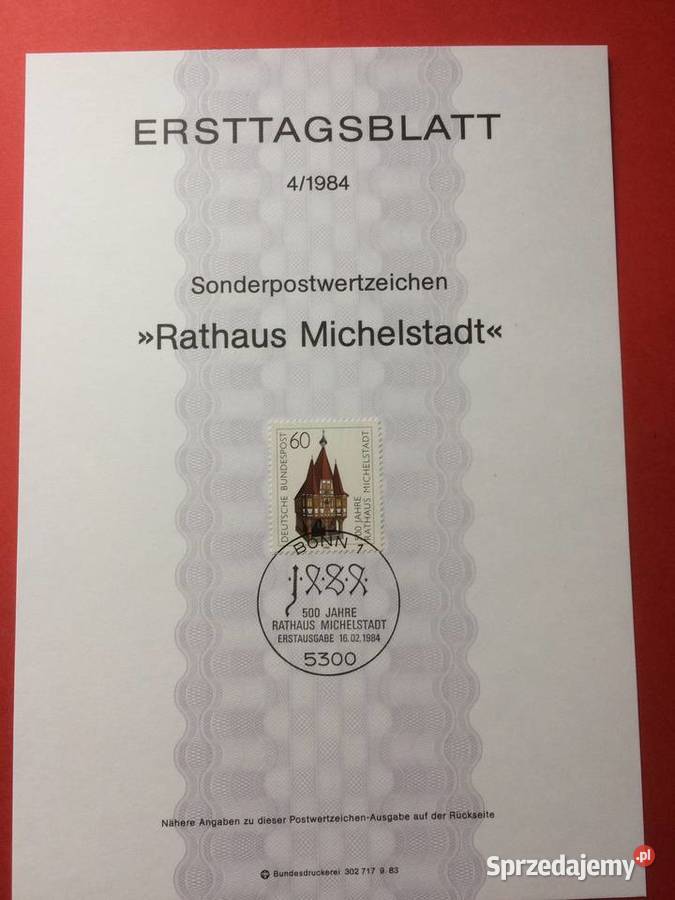 ERSTTAGSBLATT
4/1984
Sonderpostwertzeichen
»Rathaus Michelstadt«
60
DEUTSCHE BUNDESPOST
00 JAHRE
RATHAUS MICHELSTADT
BONN 1
500 JAHRE
RATHAUS MICHELSTADT
ERSTAUSGABE 16.02.1984
5300
Nähere Angaben zu dieser Postwertzeichen-Ausgabe auf der Rückseite
Bundesdruckerei 302 717 9. 83
Sprzedajemy.pl